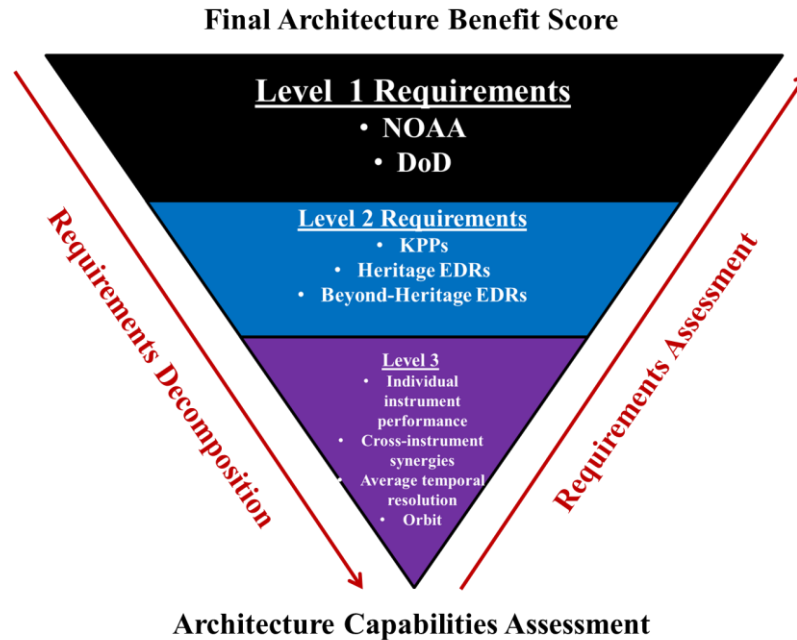 Final Architecture Benefit Score
Level 1 Requirements
• NOAA
• DoD
Level 2 Requirements
• KPPs
• Heritage EDRs
• Beyond-Heritage EDRs
Level 3
• Individual
instrument
performance
• Cross-instrument
synergies
• Average temporal
resolution
• Orbit
Requirements Decomposition
Requirements Assessment
Architecture Capabilities Assessment